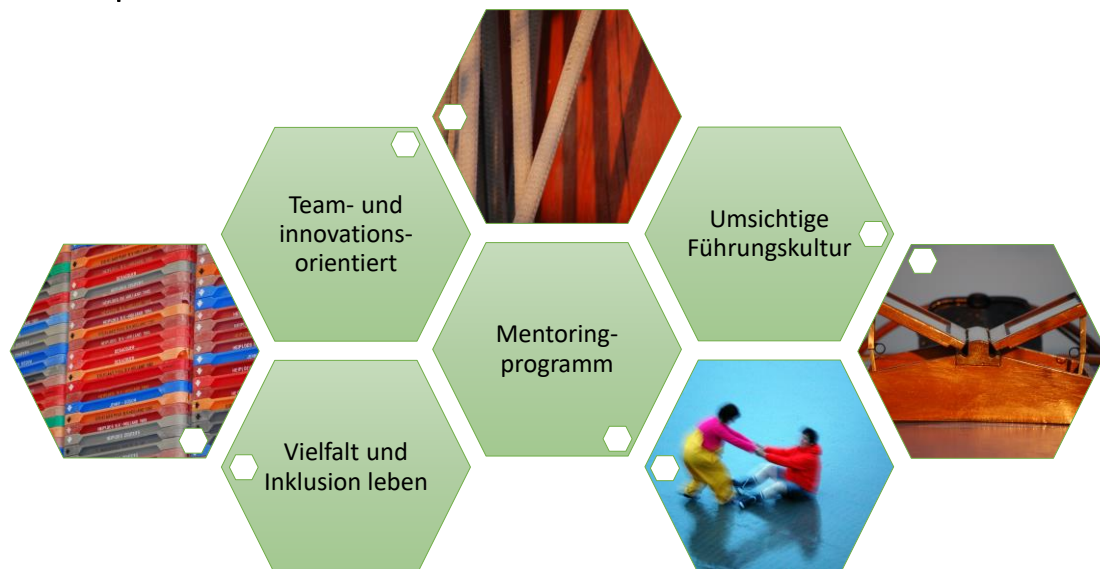 Team- und
innovations-
orientiert
Umsichtige
Führungskultur
Mentoring-
programm
Vielfalt und
Inklusion leben